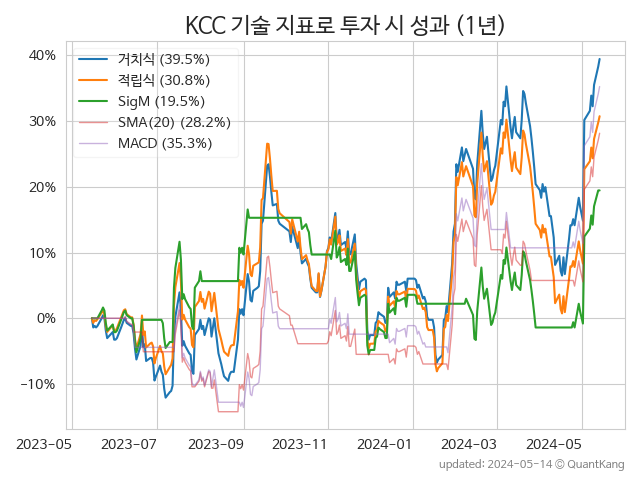 KCC 기술 지표로 투자 시 성과 (1년)
40%
30%
20%
10%
0%
−10%
거치식 (39.5%)
적립식 (30.8%)
SigM (19.5%)
SMA(20) (28.2%)
MACD (35.3%)
2023-05 2023-07 2023-09 2023-11 2024-01 2024-03 2024-05
updated: 2024-05-14 © QuantKang